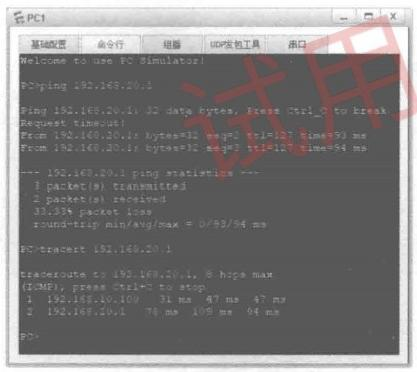 PC1
基础配置 命令行 组播 UDP发包工具 串口
Welcome to use PC Simulator!
PC>ping 192.168.20.1
Ping 192.168.20.1: 32 data bytes, Press Ctrl_C to break
Request timeout!
From 192.168.20.1: bytes=32 seq=2 ttl=127 time=93 ms
From 192.168.20.1: bytes=32 seq=3 ttl=127 time=94 ms
--- 192.168.20.1 ping statistics ---
3 packet(s) transmitted
2 packet(s) received
33.33% packet loss
round-trip min/avg/max = 0/93/94 ms
PC>tracert 192.168.20.1
traceroute to 192.168.20.1, 8 hops max
(ICMP), press Ctrl+C to stop
1 192.168.10.100 31 ms 47 ms 47 ms
2 192.168.20.1 78 ms 109 ms 94 ms
PC>
试用